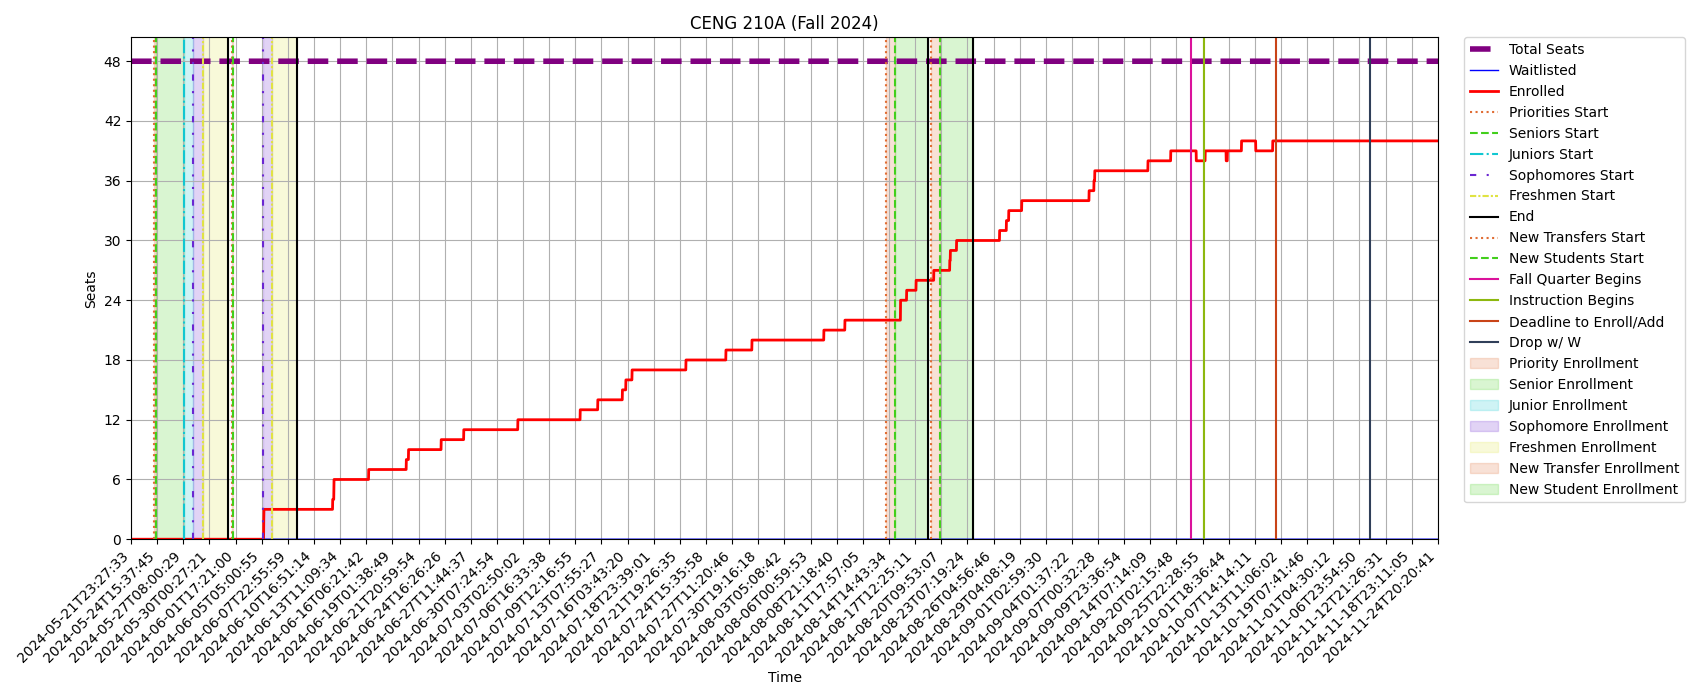 CENG 210A (Fall 2024)
Seats
48
42
36
30
24
18
12
6
0
2024-05-21T23:27:33
2024-05-24T15:37:45
2024-05-27T08:00:29
2024-05-30T00:27:21
2024-06-01T17:21:00
2024-06-05T05:00:55
2024-06-07T22:55:59
2024-06-10T16:51:14
2024-06-13T11:09:34
2024-06-16T06:21:42
2024-06-19T01:38:49
2024-06-21T20:59:54
2024-06-24T16:26:26
2024-06-27T11:44:37
2024-06-30T07:24:54
2024-07-03T02:50:02
2024-07-06T16:33:38
2024-07-09T12:16:55
2024-07-13T07:55:27
2024-07-16T03:43:20
2024-07-18T23:39:01
2024-07-21T19:26:35
2024-07-24T15:35:58
2024-07-27T11:20:46
2024-07-30T19:16:18
2024-08-03T05:08:42
2024-08-06T00:59:53
2024-08-08T21:18:40
2024-08-11T17:57:05
2024-08-14T14:43:34
2024-08-17T12:25:11
2024-08-20T09:53:07
2024-08-23T07:19:24
2024-08-26T04:56:46
2024-08-29T04:08:19
2024-09-01T02:59:30
2024-09-04T01:37:22
2024-09-07T00:32:28
2024-09-09T23:36:54
2024-09-14T07:14:09
2024-09-20T02:15:48
2024-09-25T22:28:55
2024-10-01T18:36:44
2024-10-07T14:14:11
2024-10-13T11:06:02
2024-10-19T07:41:46
2024-11-01T04:30:12
2024-11-06T23:54:50
2024-11-12T21:26:31
2024-11-18T23:11:05
2024-11-24T20:20:41
Time
Total Seats
Waitlisted
Enrolled
Priorities Start
Seniors Start
Juniors Start
Sophomores Start
Freshmen Start
End
New Transfers Start
New Students Start
Fall Quarter Begins
Instruction Begins
Deadline to Enroll/Add
Drop w/ W
Priority Enrollment
Senior Enrollment
Junior Enrollment
Sophomore Enrollment
Freshmen Enrollment
New Transfer Enrollment
New Student Enrollment